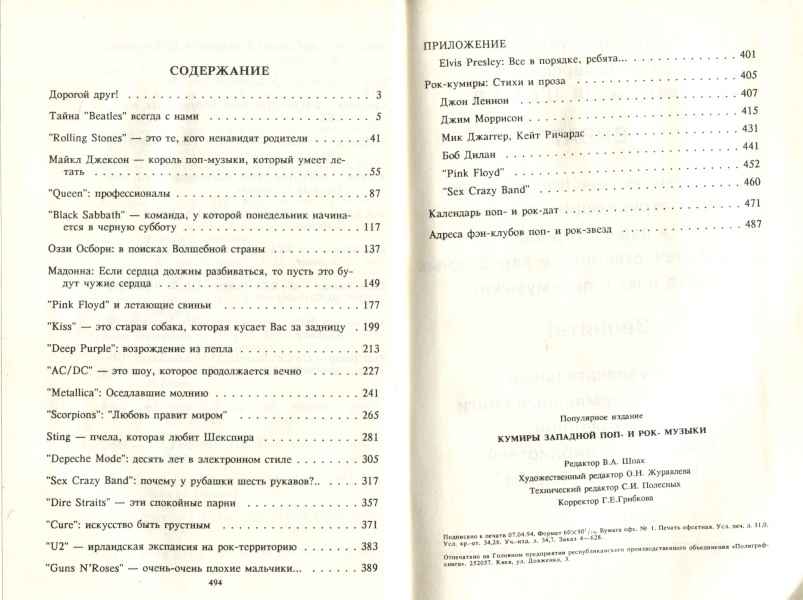 СОДЕРЖАНИЕ
Дорогой друг! . . . . . . . . . . . . . . . . . . . . . . . 3
Тайна "Beatles" всегда с нами . . . . . . . . . . . . . . . . 5
"Rolling Stones" — это те, кого ненавидят родители . . . . . . . 41
Майкл Джексон — король поп-музыки, который умеет ле-
тать . . . . . . . . . . . . . . . . . . . . . . . . . . 55
"Queen": профессионалы . . . . . . . . . . . . . . . . . . 87
"Black Sabbath" — команда, у которой понедельник начина-
ется в черную субботу . . . . . . . . . . . . . . . . . 117
Оззи Осборн: в поисках Волшебной страны . . . . . . . . . . 137
Мадонна: Если сердца должны разбиваться, то пусть это бу-
дут чужие сердца . . . . . . . . . . . . . . . . . . . 149
"Pink Floyd" и летающие свиньи . . . . . . . . . . . . . . . 177
"Kiss" — это старая собака, которая кусает Вас за задницу . 199
"Deep Purple": возрождение из пепла . . . . . . . . . . . . . 213
"AC/DC" — это шоу, которое продолжается вечно . . . . . . . 227
"Metallica": Оседлавшие молнию . . . . . . . . . . . . . . . 241
"Scorpions": "Любовь правит миром" . . . . . . . . . . . . . 265
Sting — пчела, которая любит Шекспира . . . . . . . . . . . 281
"Depeche Mode": десять лет в электронном стиле . . . . . . . 305
"Sex Crazy Band": почему у рубашки шесть рукавов?.. . . . . 317
"Dire Straits" — эти спокойные парни . . . . . . . . . . . . 357
"Cure": искусство быть грустным . . . . . . . . . . . . . . 371
"U2" — ирландская экспансия на рок-территорию . . . . . . . 383
"Guns N'Roses" — очень-очень плохие мальчики... . . . . . . 389
494
ПРИЛОЖЕНИЕ
Elvis Presley: Все в порядке, ребята... . . . . . . . . . . . . 401
Рок-кумиры: Стихи и проза . . . . . . . . . . . . . . . . . 405
Джон Леннон . . . . . . . . . . . . . . . . . . . . . . 407
Джим Моррисон . . . . . . . . . . . . . . . . . . . . . 415
Мик Джаггер, Кейт Ричардс . . . . . . . . . . . . . . . 431
Боб Дилан . . . . . . . . . . . . . . . . . . . . . . . 441
"Pink Floyd" . . . . . . . . . . . . . . . . . . . . . . 452
"Sex Crazy Band" . . . . . . . . . . . . . . . . . . . . 460
Календарь поп- и рок-дат . . . . . . . . . . . . . . . . . . 471
Адреса фэн-клубов поп- и рок-звезд . . . . . . . . . . . . . 487
Популярное издание
КУМИРЫ ЗАПАДНОЙ ПОП- И РОК- МУЗЫКИ
Редактор В.А. Шпак
Художественный редактор О.Н. Журавлева
Технический редактор С.И. Полесных
Корректор Г.Е.Грибкова
Подписано к печати 07.04.94. Формат 60×90 1/16. Бумага офс. № 1. Печать офсетная. Усл. печ. л. 31,0.
Усл. кр.-от. 34,26. Уч.-изд. л. 34,7. Заказ 4—628.
Отпечатано на Головном предприятия республиканского производственного объединения «Полиграф-
книга». 252057. Киев, ул. Довженко, 3.